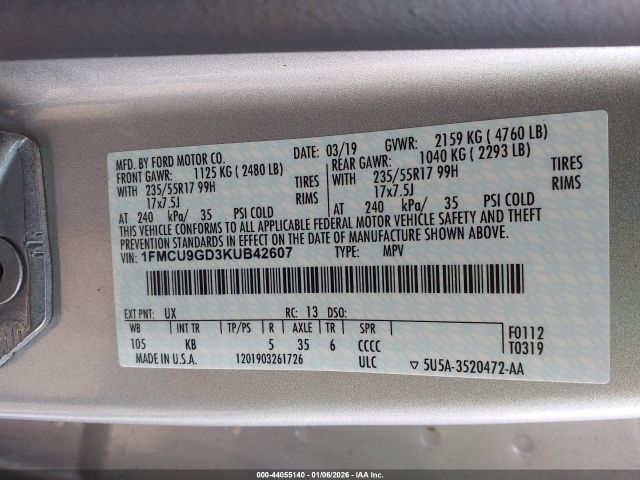 MFD. BY FORD MOTOR CO. DATE: 03/19 GVWR: 2159 KG ( 4760 LB)
FRONT GAWR: 1125 KG ( 2480 LB) REAR GAWR: 1040 KG ( 2293 LB)
WITH 235/55R17 99H TIRES WITH 235/55R17 99H TIRES
17x7.5J RIMS 17x7.5J RIMS
AT 240 kPa/ 35 PSI COLD AT 240 kPa/ 35 PSI COLD
THIS VEHICLE CONFORMS TO ALL APPLICABLE FEDERAL MOTOR VEHICLE SAFETY AND THEFT
PREVENTION STANDARDS IN EFFECT ON THE DATE OF MANUFACTURE SHOWN ABOVE.
VIN: 1FMCU9GD3KUB42607 TYPE: MPV
EXT PNT: UX RC: 13 DSO:
WB INT TR TP/PS R AXLE TR SPR F0112
105 KB 5 35 6 CCCC T0319
MADE IN U.S.A. 1201903261726 ULC ▽ 5U5A-3520472-AA
000-44055140 - 01/06/2026 - IAA Inc.